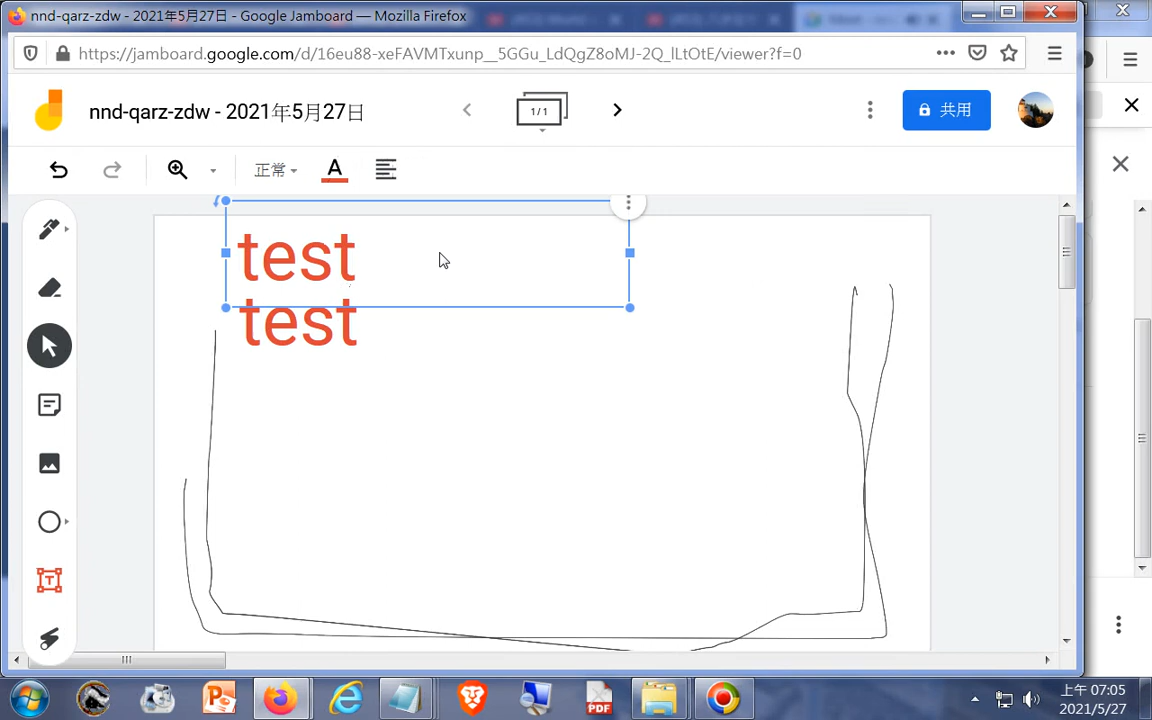 nnd-qarz-zdw - 2021年5月27日 - Google Jamboard — Mozilla Firefox
https://jamboard.google.com/d/16eu88-xeFAVMTxunp__5GGu_LdQgZ8oMJ-2Q_lLtOtE/viewer?f=0
nnd-qarz-zdw - 2021年5月27日
1/1
共用
正常
A
test
test
T
PDF
上午 07:05
2021/5/27